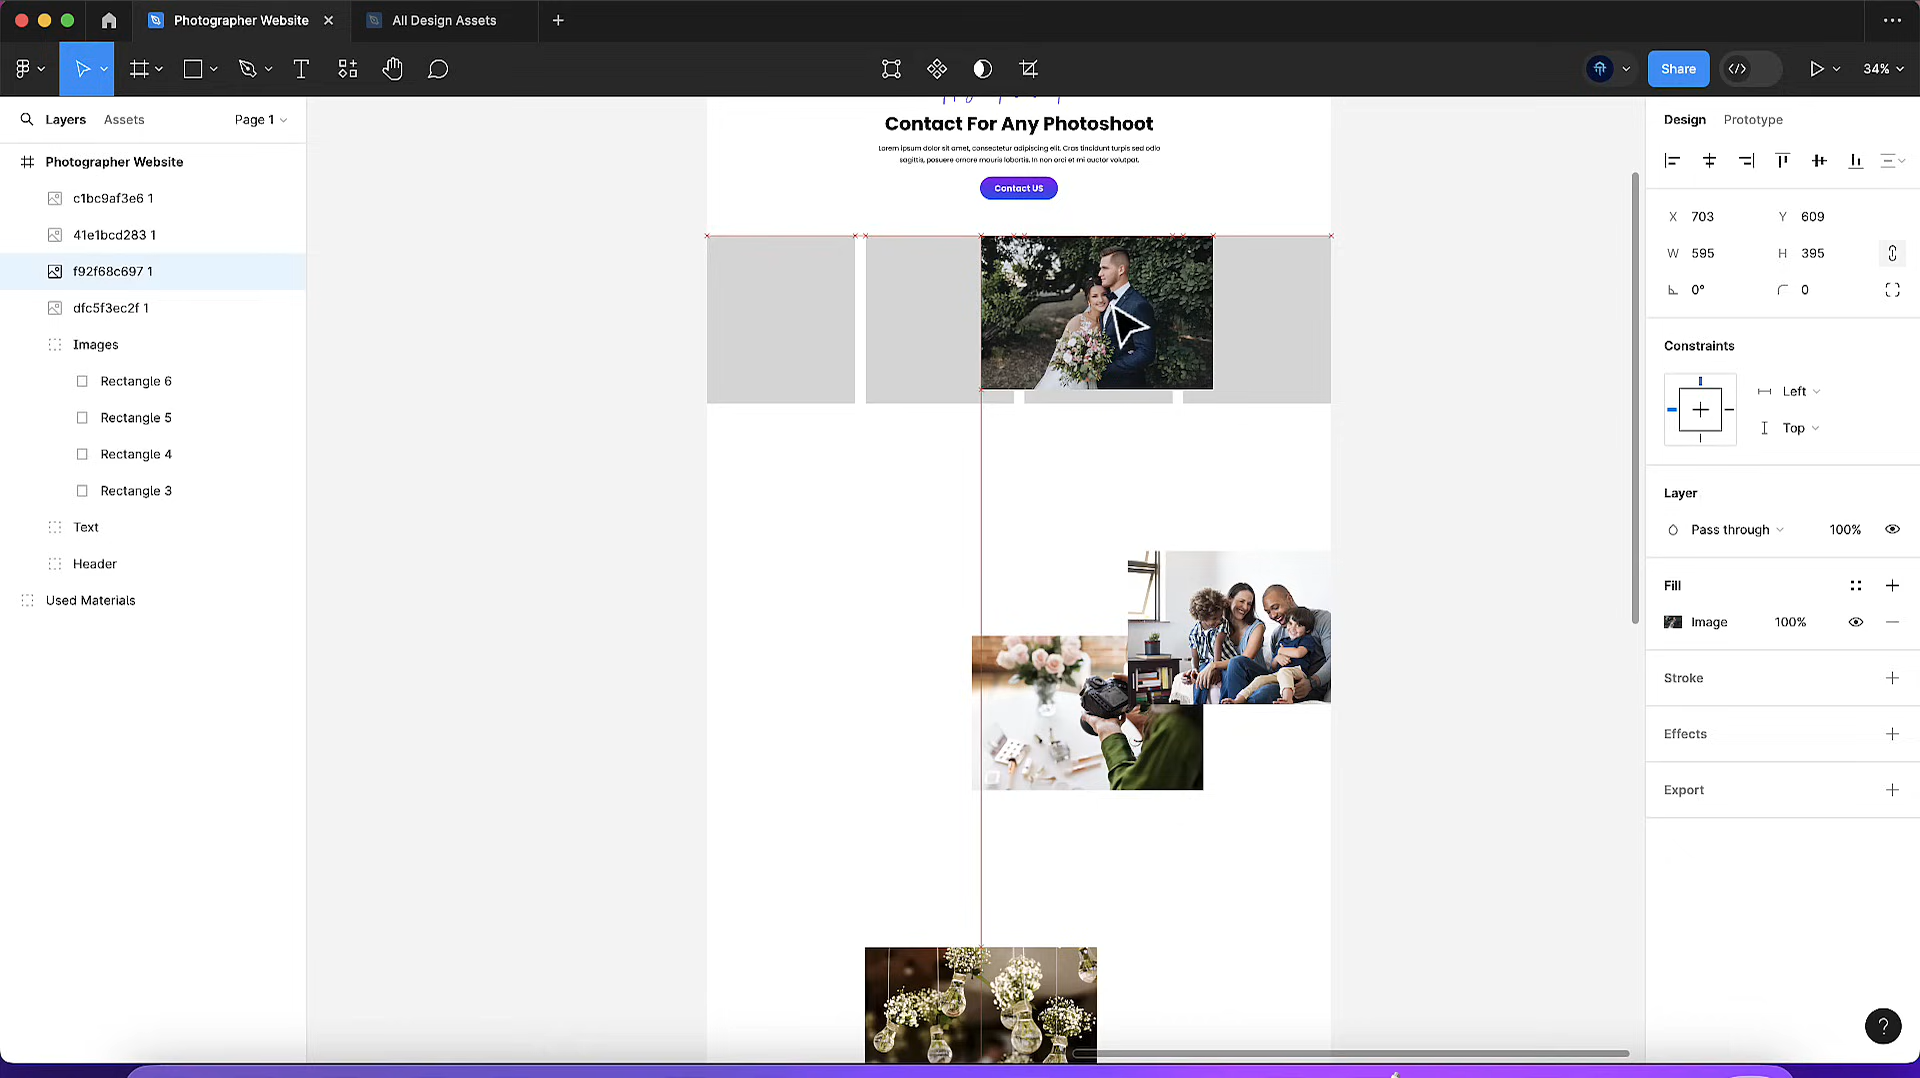 Photographer Website
All Design Assets
Share
34%
Layers
Assets
Page 1
Photographer Website
c1bc9af3e6 1
41e1bcd283 1
f92f68c697 1
dfc5f3ec2f 1
Images
Rectangle 6
Rectangle 5
Rectangle 4
Rectangle 3
Text
Header
Used Materials
Contact For Any Photoshoot
Lorem ipsum dolor sit amet, consectetur adipiscing elit. Cras tincidunt turpis sed odio
sagittis, posuere ornare mauris lobortis. In non orci et mi auctor volutpat.
Contact US
Design
Prototype
X 703
Y 609
W 595
H 395
0°
0
Constraints
Left
Top
Layer
Pass through
100%
Fill
Image
100%
Stroke
Effects
Export
?